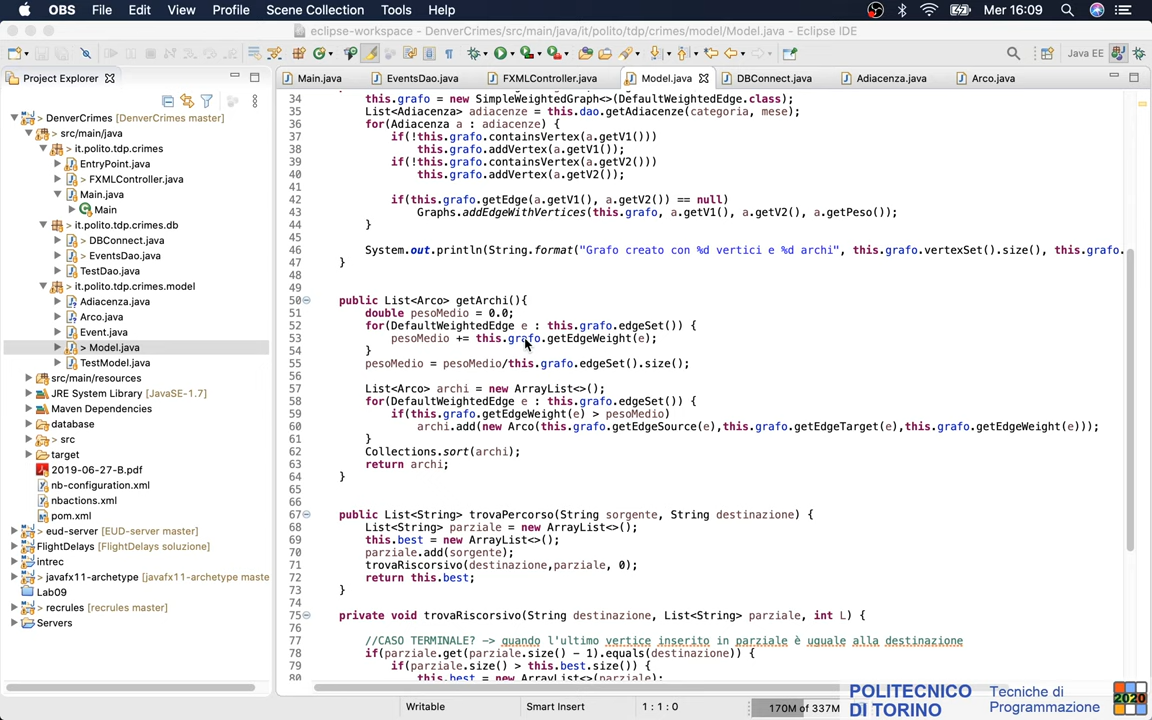 OBS File Edit View Profile Scene Collection Tools Help Mer 16:09
eclipse-workspace - DenverCrimes/src/main/java/it/polito/tdp/crimes/model/Model.java - Eclipse IDE
Java EE
Project Explorer
Main.java EventsDao.java FXMLController.java Model.java DBConnect.java Adiacenza.java Arco.java
> DenverCrimes [DenverCrimes master]
> src/main/java
> it.polito.tdp.crimes
EntryPoint.java
> FXMLController.java
Main.java
Main
> it.polito.tdp.crimes.db
> DBConnect.java
> EventsDao.java
TestDao.java
> it.polito.tdp.crimes.model
Adiacenza.java
Arco.java
Event.java
> Model.java
TestModel.java
> src/main/resources
JRE System Library [JavaSE-1.7]
Maven Dependencies
database
> src
target
2019-06-27-B.pdf
nb-configuration.xml
nbactions.xml
pom.xml
> eud-server [EUD-server master]
FlightDelays [FlightDelays soluzione]
intrec
> javafx11-archetype [javafx11-archetype maste
Lab09
> recrules [recrules master]
Servers
34 this.grafo = new SimpleWeightedGraph<>(DefaultWeightedEdge.class);
35 List<Adiacenza> adiacenze = this.dao.getAdiacenze(categoria, mese);
36 for(Adiacenza a : adiacenze) {
37 if(!this.grafo.containsVertex(a.getV1()))
38 this.grafo.addVertex(a.getV1());
39 if(!this.grafo.containsVertex(a.getV2()))
40 this.grafo.addVertex(a.getV2());
41
42 if(this.grafo.getEdge(a.getV1(), a.getV2()) == null)
43 Graphs.addEdgeWithVertices(this.grafo, a.getV1(), a.getV2(), a.getPeso());
44 }
45
46 System.out.println(String.format("Grafo creato con %d vertici e %d archi", this.grafo.vertexSet().size(), this.grafo.
47 }
48
49
50 public List<Arco> getArchi(){
51 double pesoMedio = 0.0;
52 for(DefaultWeightedEdge e : this.grafo.edgeSet()) {
53 pesoMedio += this.grafo.getEdgeWeight(e);
54 }
55 pesoMedio = pesoMedio/this.grafo.edgeSet().size();
56
57 List<Arco> archi = new ArrayList<>();
58 for(DefaultWeightedEdge e : this.grafo.edgeSet()) {
59 if(this.grafo.getEdgeWeight(e) > pesoMedio)
60 archi.add(new Arco(this.grafo.getEdgeSource(e),this.grafo.getEdgeTarget(e),this.grafo.getEdgeWeight(e)));
61 }
62 Collections.sort(archi);
63 return archi;
64 }
65
66
67 public List<String> trovaPercorso(String sorgente, String destinazione) {
68 List<String> parziale = new ArrayList<>();
69 this.best = new ArrayList<>();
70 parziale.add(sorgente);
71 trovaRiscorsivo(destinazione,parziale, 0);
72 return this.best;
73 }
74
75 private void trovaRiscorsivo(String destinazione, List<String> parziale, int L) {
76
77 //CASO TERMINALE? -> quando l'ultimo vertice inserito in parziale è uguale alla destinazione
78 if(parziale.get(parziale.size() - 1).equals(destinazione)) {
79 if(parziale.size() > this.best.size()) {
80 this.best = new ArrayList<>(parziale);
Writable Smart Insert 1 : 1 : 0 170M of 337M
POLITECNICO DI TORINO
Tecniche di Programmazione
2020